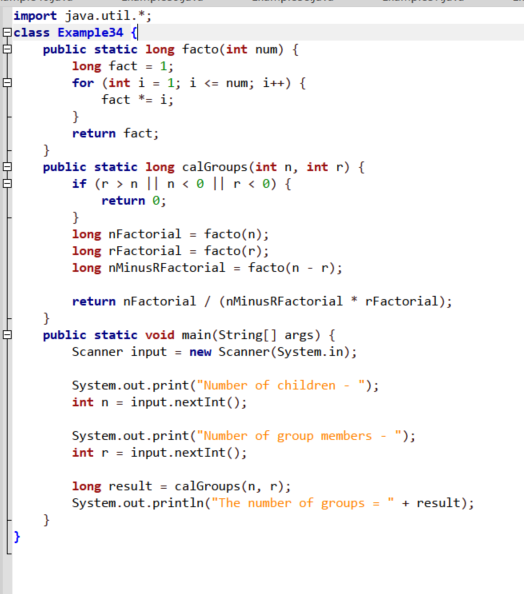 import java.util.*;
class Example34 {
    public static long facto(int num) {
        long fact = 1;
        for (int i = 1; i <= num; i++) {
            fact *= i;
        }
        return fact;
    }
    public static long calGroups(int n, int r) {
        if (r > n || n < 0 || r < 0) {
            return 0;
        }
        long nFactorial = facto(n);
        long rFactorial = facto(r);
        long nMinusRFactorial = facto(n - r);

        return nFactorial / (nMinusRFactorial * rFactorial);
    }
    public static void main(String[] args) {
        Scanner input = new Scanner(System.in);

        System.out.print("Number of children - ");
        int n = input.nextInt();

        System.out.print("Number of group members - ");
        int r = input.nextInt();

        long result = calGroups(n, r);
        System.out.println("The number of groups = " + result);
    }
}